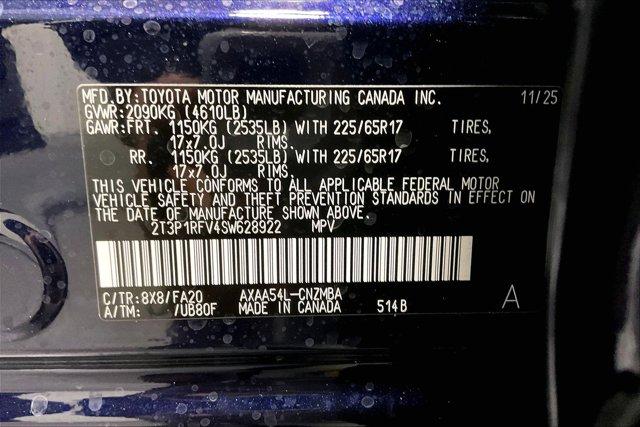 MFD.BY:TOYOTA MOTOR MANUFACTURING CANADA INC. 11/25
GVWR:2090KG (4610LB)
GAWR:FRT. 1150KG (2535LB) WITH 225/65R17 TIRES,
17x7.0J RIMS.
RR. 1150KG (2535LB) WITH 225/65R17 TIRES,
17x7.0J RIMS.
THIS VEHICLE CONFORMS TO ALL APPLICABLE FEDERAL MOTOR
VEHICLE SAFETY AND THEFT PREVENTION STANDARDS IN EFFECT ON
THE DATE OF MANUFACTURE SHOWN ABOVE.
2T3P1RFV4SW628922 MPV
C/TR:8X8/FA20 AXAA54L-CNZMBA A
A/TM: /UB80F MADE IN CANADA 514B